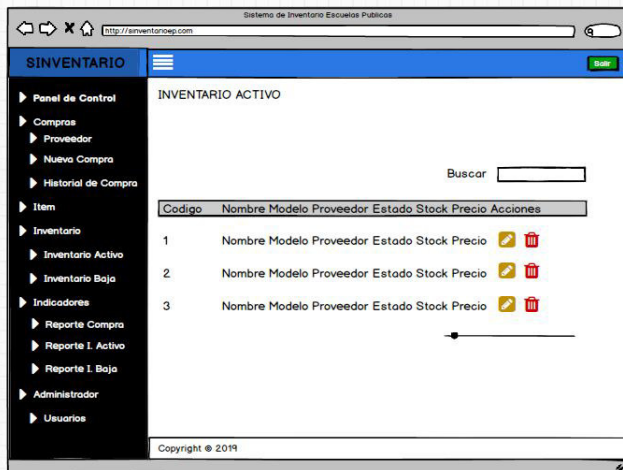 Sistema de Inventario Escuelas Publicas
http://sinventarioep.com
SINVENTARIO
Salir
Panel de Control
Compras
Proveedor
Nueva Compra
Historial de Compra
Item
Inventario
Inventario Activo
Inventario Baja
Indicadores
Reporte Compra
Reporte I. Activo
Reporte I. Baja
Administrador
Usuarios
INVENTARIO ACTIVO
Buscar
Codigo Nombre Modelo Proveedor Estado Stock Precio Acciones
1 Nombre Modelo Proveedor Estado Stock Precio
2 Nombre Modelo Proveedor Estado Stock Precio
3 Nombre Modelo Proveedor Estado Stock Precio
Copyright © 2019